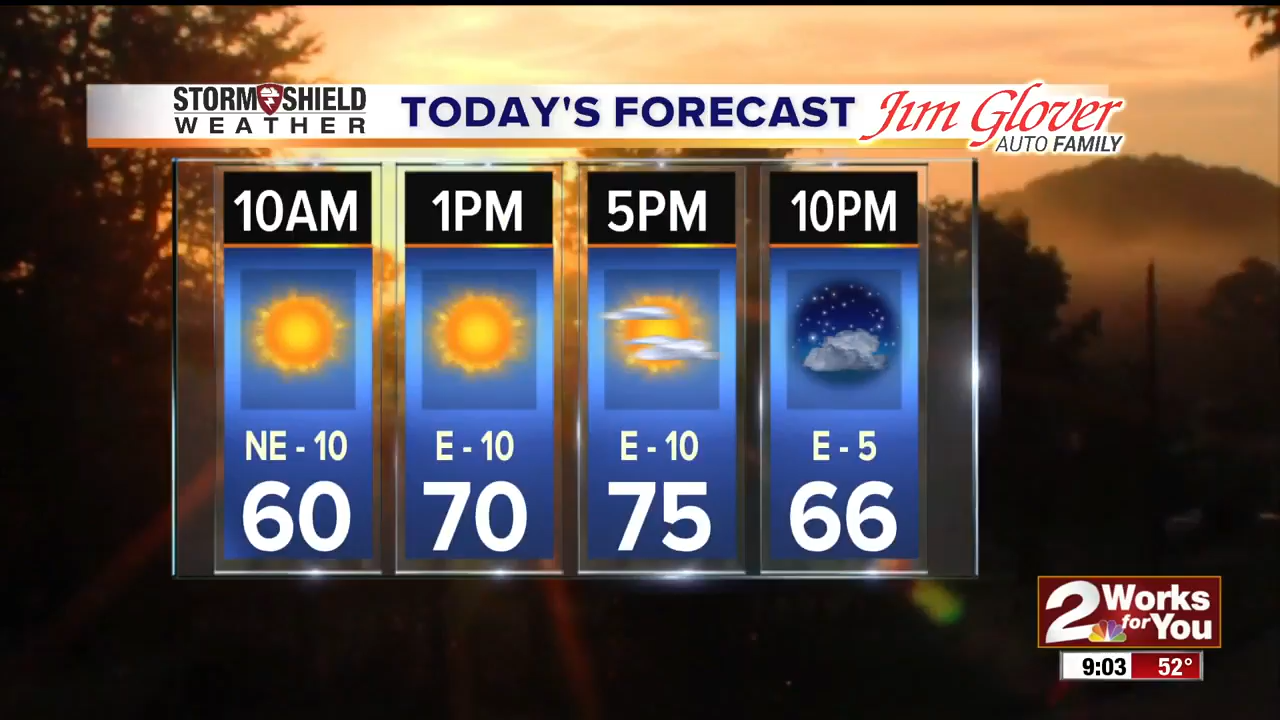 STORM SHIELD
WEATHER
TODAY'S FORECAST
Jim Glover
AUTO FAMILY
10AM
NE - 10
60
1PM
E - 10
70
5PM
E - 10
75
10PM
E - 5
66
2 Works
for You
9:03 52°